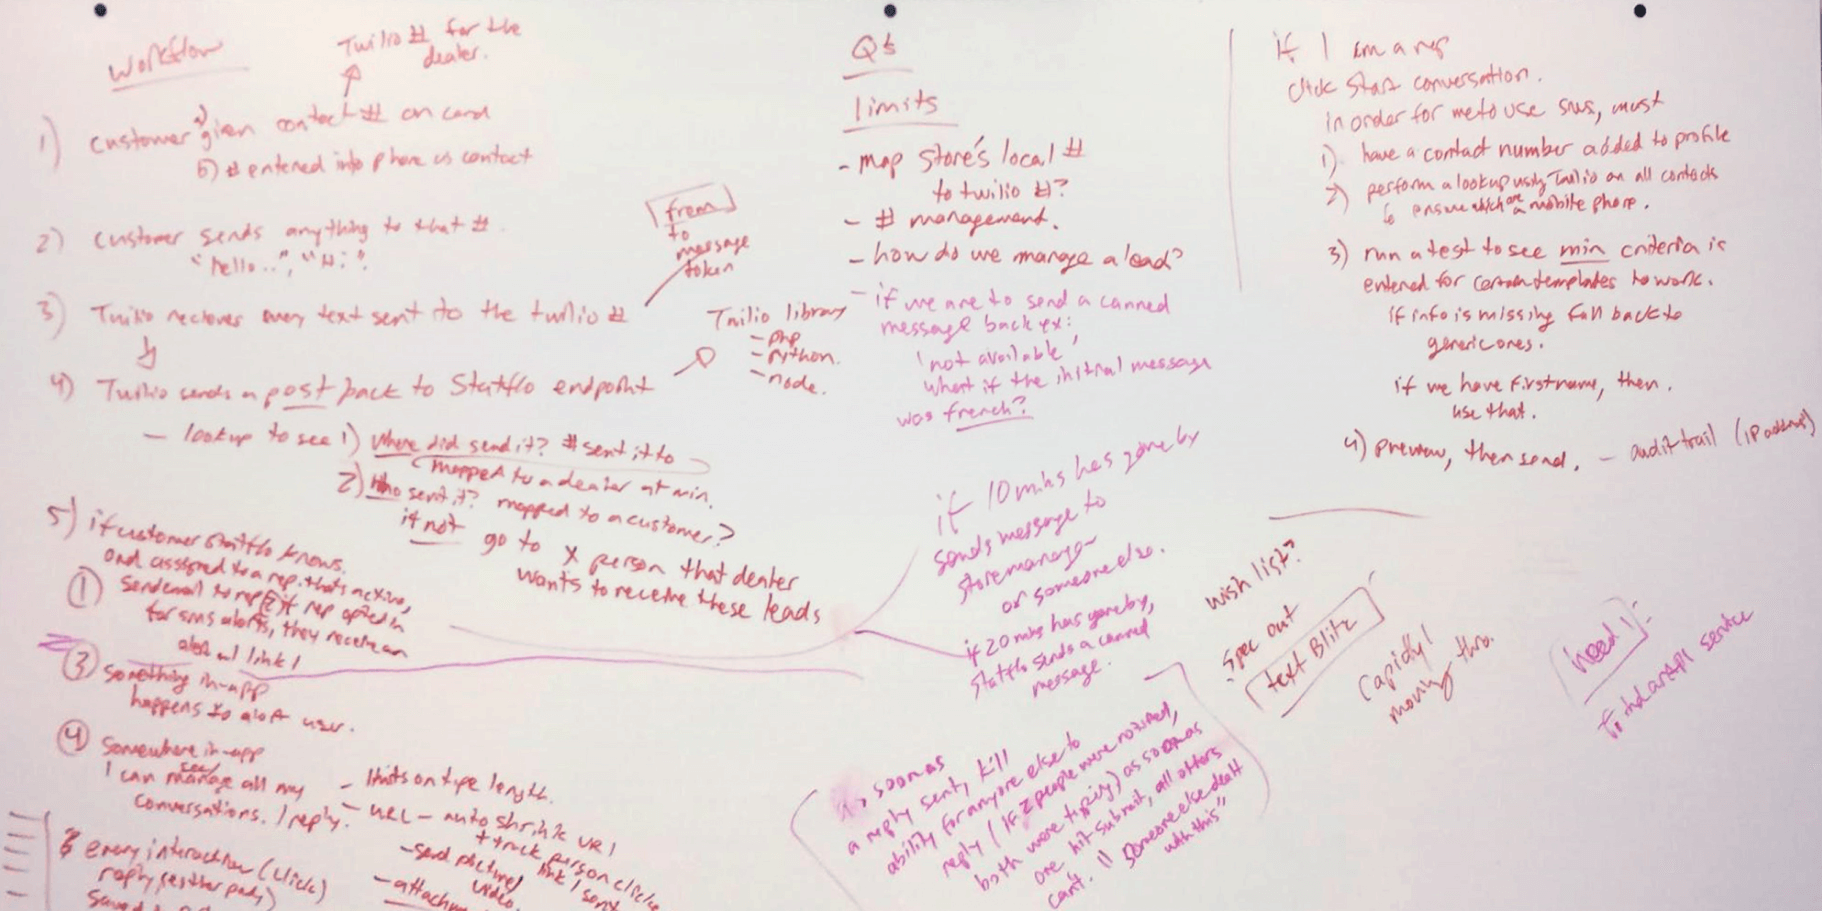 Workflow
Twilio # for the
dealer.
1) customer a) given contact # on card
b) # entered into phone as contact
2) customer sends anything to that #.
"hello..", "Hi".
3) Twilio receives every text sent to the twilio #
from
to
message
token
4) Twilio sends a post back to Statflo endpoint
Twilio library
- php
- python.
- node.
- lookup to see 1) Where did send it? # sent it to
mapped to a dealer at min.
2) Who sent it? mapped to a customer?
if not go to X person that dealer
wants to receive these leads
5) if customer statflo knows,
and assigned to a rep. thats active,
① send email to rep ② if rep opted in
for sms alerts, they receive an
alert w/ link!
③ something in-app
happens to alert user.
④ Somewhere in-app
I can see manage all my
conversations. / reply.
- limits on type length.
- URL - auto shrink URL
+ track person clicks
link / sent
- send picture/
video.
- attachm
every interaction (click)
reply (either party)
saved
Qs
limits
- map store's local #
to twilio #?
- # management.
- how do we manage a lead?
- if we are to send a canned
message back ex:
'not available'
what if the initial message
was french?
if 10 mins has gone by
sends message to
store manager
or someone else.
if 20 mins has gone by,
statflo sends a canned
message.
as soon as
a reply sent, kill
ability for anyone else to
reply (if 2 people were notified,
both were typing) as soon as
one hit submit, all others
can't. "someone else dealt
with this"
if I am a rep
click start conversation.
in order for me to use sms, must
1) have a contact number added to profile
2) perform a lookup using Twilio on all contacts
to ensure which are a mobile phone.
3) run a test to see min criteria is
entered for certain templates to work.
if info is missing fall back to
generic ones.
if we have firstname, then
use that.
4) preview, then send. - audit trail (IP address)
wish list?
- Spec out
text Blitz
rapidly/
moving thro.
need!
Find an api service